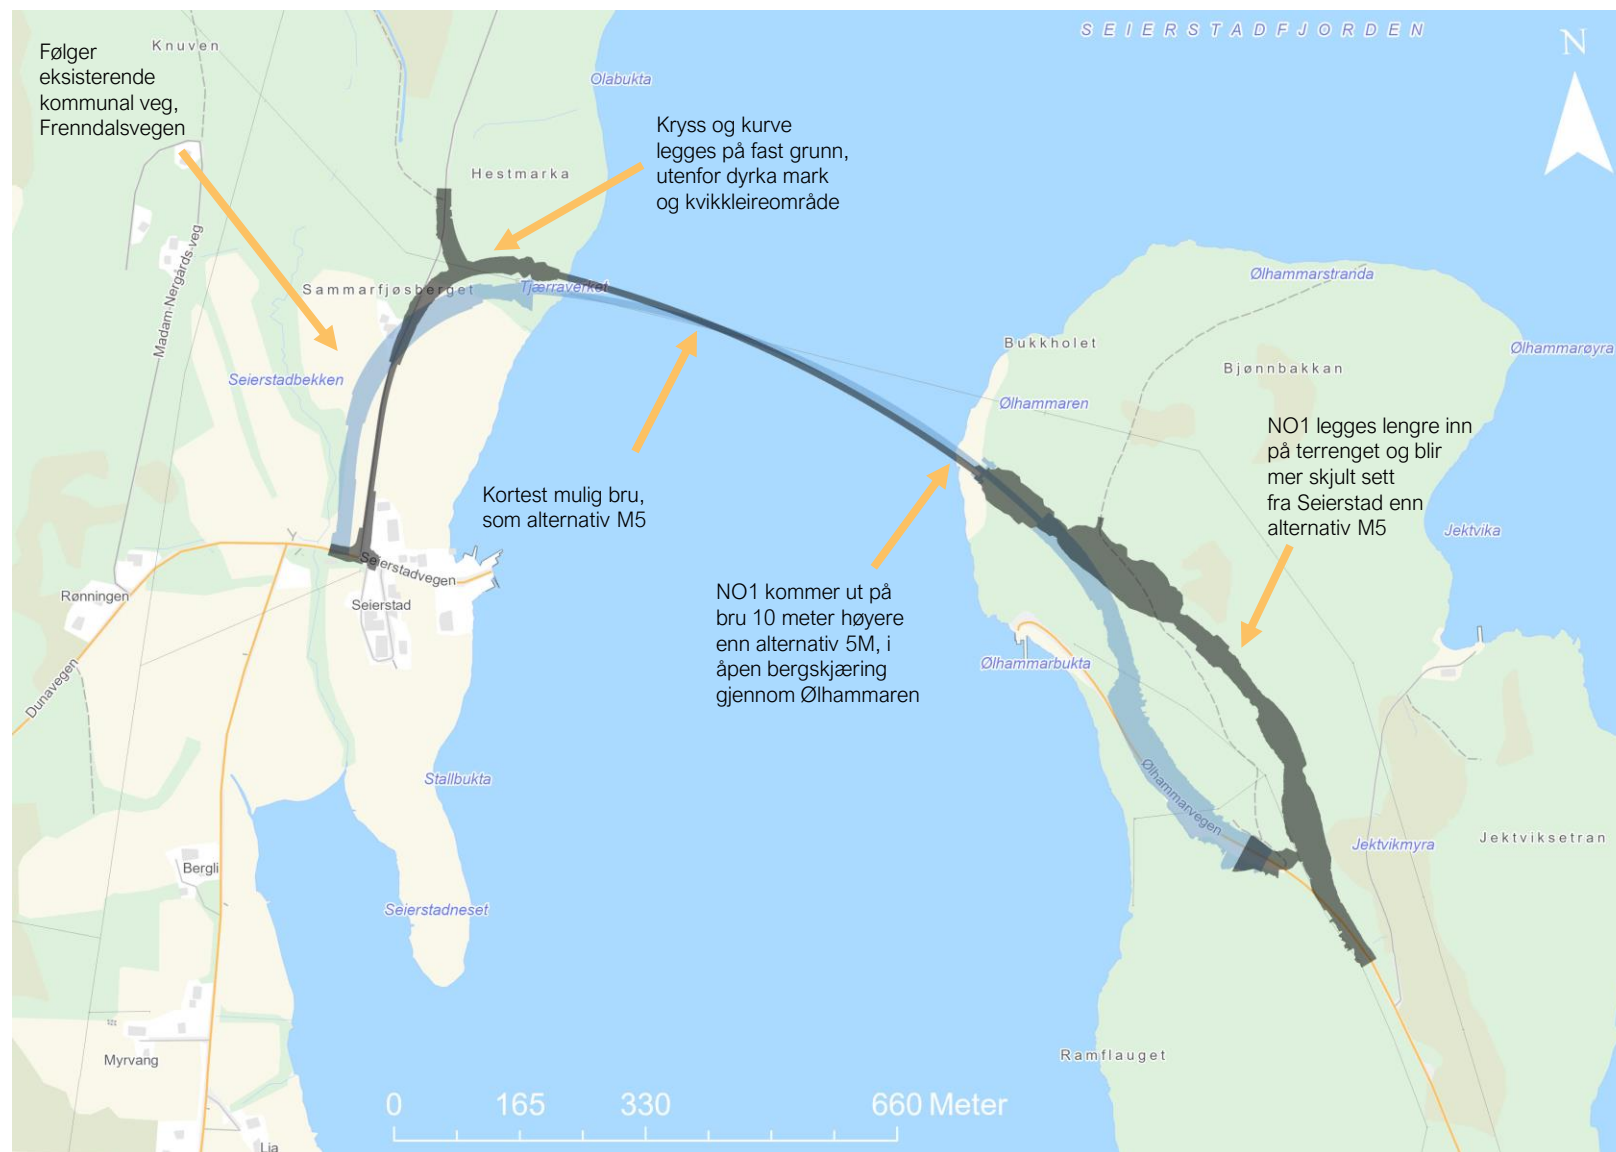 SEIERSTADFJORDEN
N
Følger
eksisterende
kommunal veg,
Frenndalsvegen
Knuven
Olabukta
Kryss og kurve
legges på fast grunn,
utenfor dyrka mark
og kvikkleireområde
Hestmarka
Madam-Nergårds-veg
Sammarfjøsberget
Tjærraverket
Ølhammarstranda
Bukkholet
Ølhammarøyra
Bjønnbakkan
Seierstadbekken
Ølhammaren
NO1 legges lengre inn
på terrenget og blir
mer skjult sett
fra Seierstad enn
alternativ M5
Kortest mulig bru,
som alternativ M5
Jektvika
Seierstadvegen
Rønningen
Seierstad
NO1 kommer ut på
bru 10 meter høyere
enn alternativ 5M, i
åpen bergskjæring
gjennom Ølhammaren
Ølhammarbukta
Dunavegen
Stallbukta
Ølhammarvegen
Jektvikmyra
Jektviksetran
Bergli
Seierstadneset
Myrvang
Ramflauget
0 165 330 660 Meter
Lia